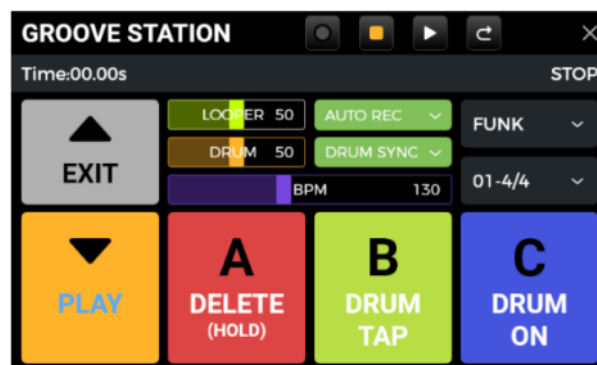 GROOVE STATION
Time:00.00s STOP
EXIT
LOOPER 50
AUTO REC
FUNK
DRUM 50
DRUM SYNC
BPM 130
01-4/4
PLAY
A
DELETE
(HOLD)
B
DRUM
TAP
C
DRUM
ON